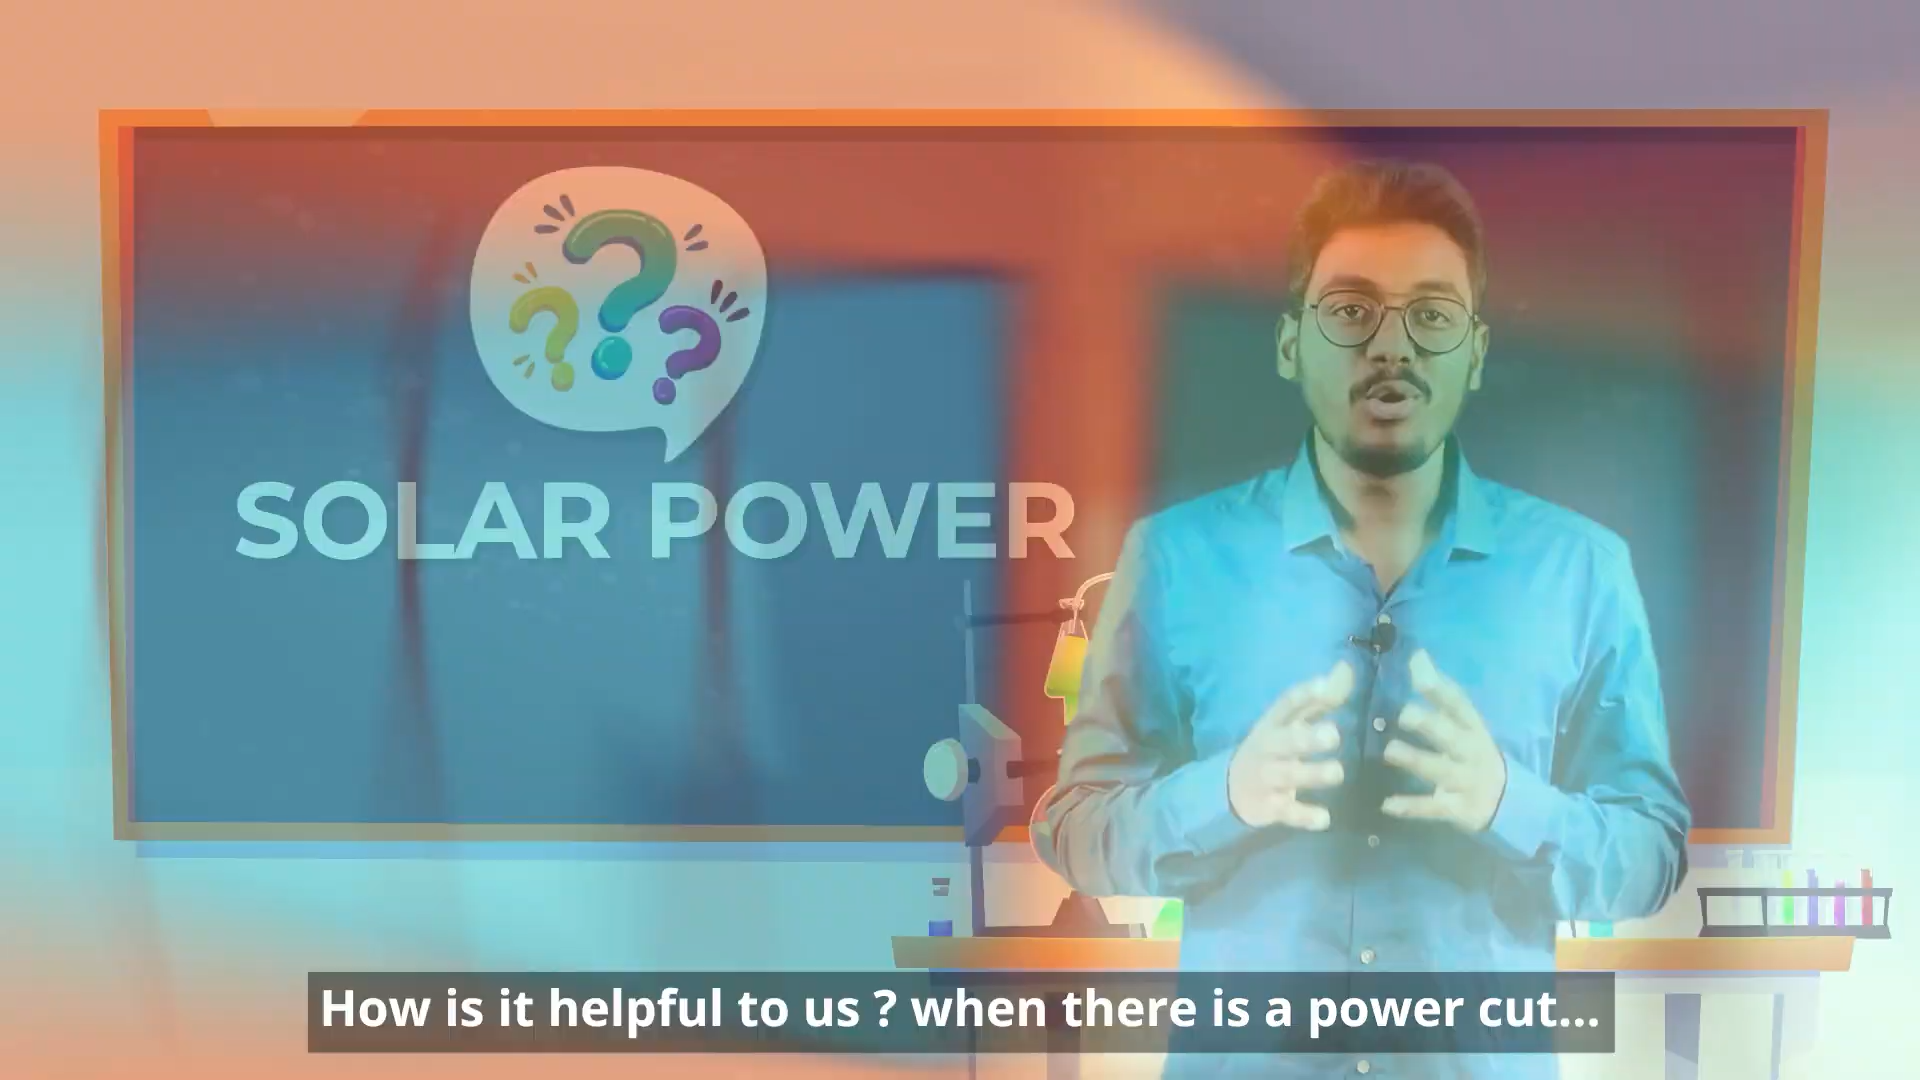 SOLAR POWER
How is it helpful to us ? when there is a power cut...